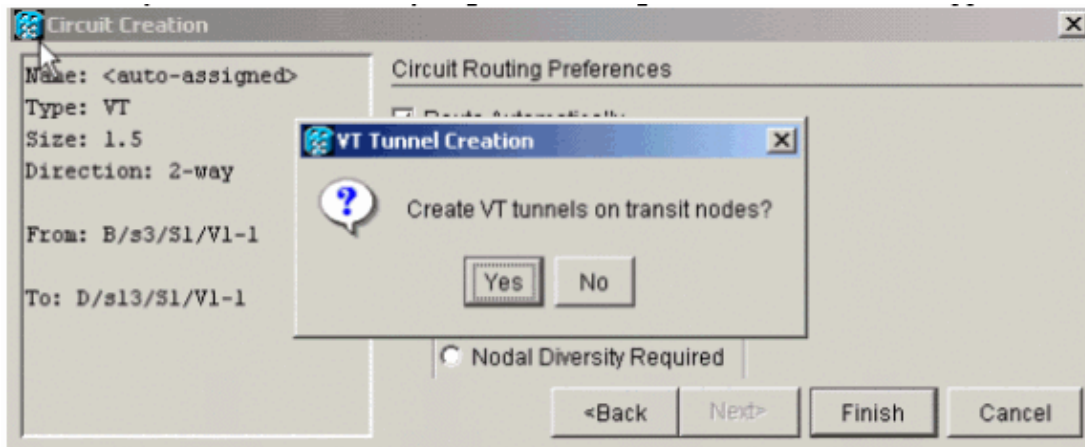 Circuit Creation
Name: <auto-assigned>
Type: VT
Size: 1.5
Direction: 2-way
From: B/s3/S1/V1-1
To: D/s13/S1/V1-1
Circuit Routing Preferences
VT Tunnel Creation
Create VT tunnels on transit nodes?
Yes
No
Nodal Diversity Required
<Back
Next>
Finish
Cancel